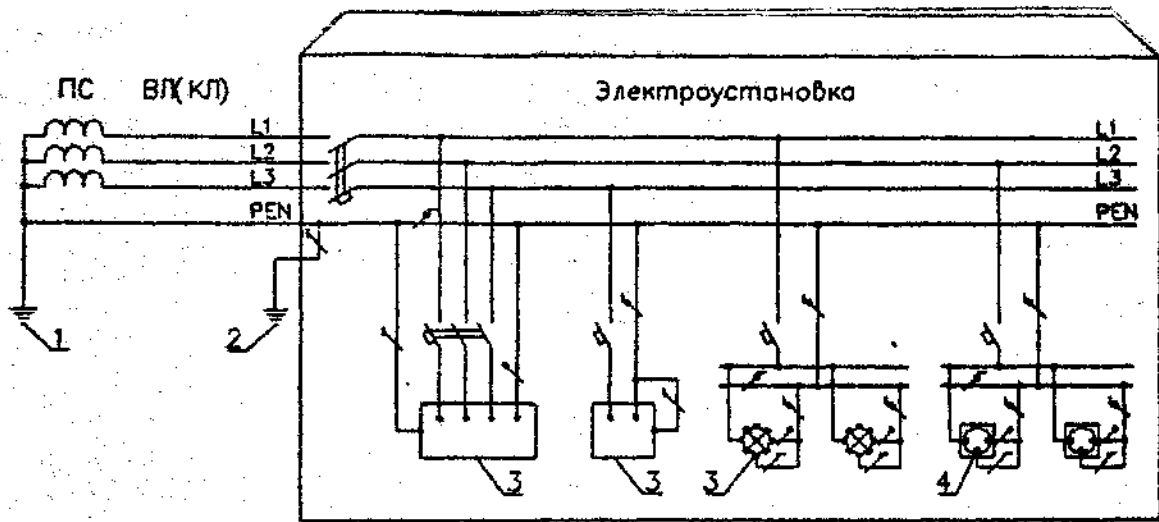 ПС ВЛ(КЛ) Электроустановка
L1 L1
L2 L2
L3 L3
PEN PEN
1 2
3 3 3 4